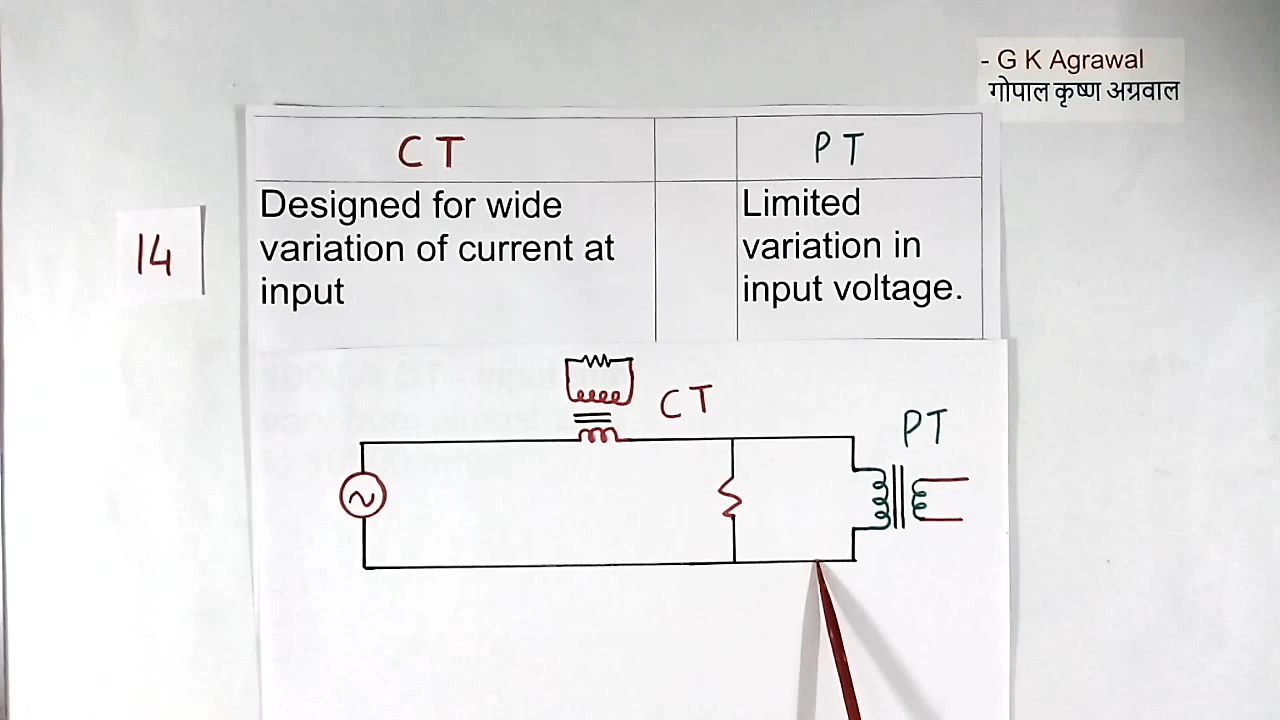 - G K Agrawal
गोपाल कृष्ण अग्रवाल
CT
PT
14
Designed for wide
variation of current at
input
Limited
variation in
input voltage.
CT
PT